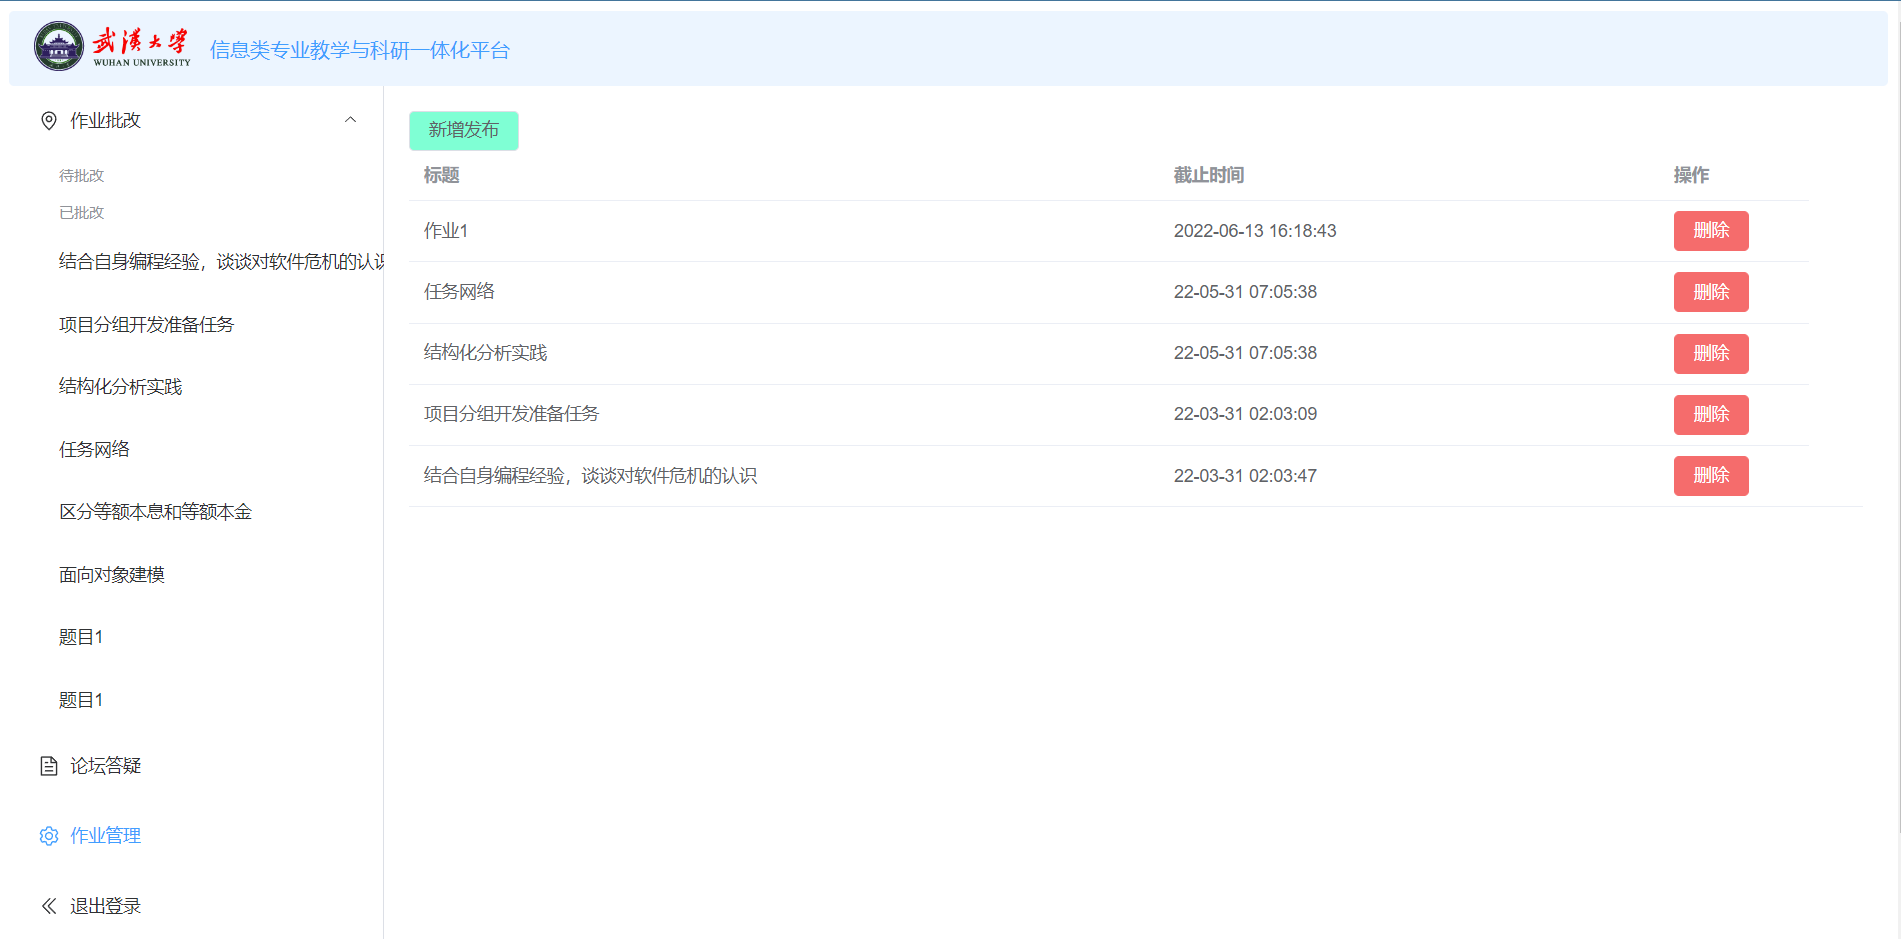 武漢大学
WUHAN UNIVERSITY
信息类专业教学与科研一体化平台
作业批改
待批改
已批改
结合自身编程经验，谈谈对软件危机的认识
项目分组开发准备任务
结构化分析实践
任务网络
区分等额本息和等额本金
面向对象建模
题目1
题目1
论坛答疑
作业管理
退出登录
新增发布
标题 截止时间 操作
作业1 2022-06-13 16:18:43 删除
任务网络 22-05-31 07:05:38 删除
结构化分析实践 22-05-31 07:05:38 删除
项目分组开发准备任务 22-03-31 02:03:09 删除
结合自身编程经验，谈谈对软件危机的认识 22-03-31 02:03:47 删除